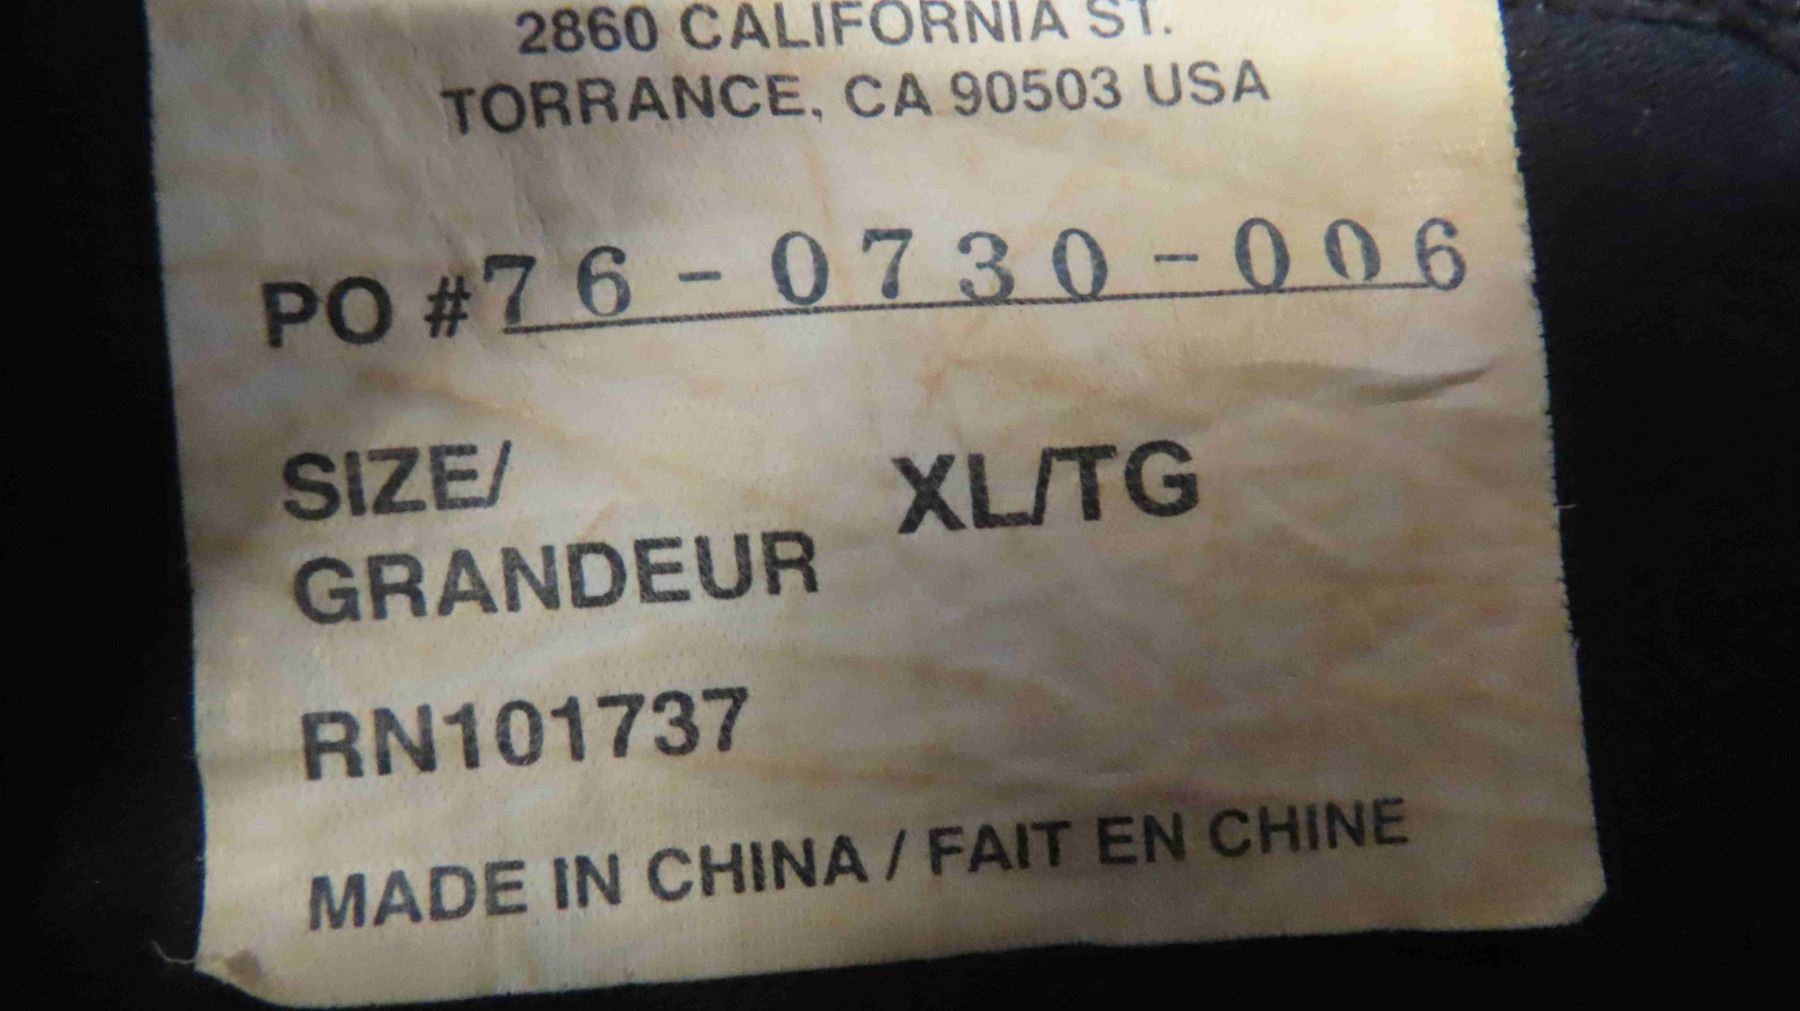 2860 CALIFORNIA ST.
TORRANCE, CA 90503 USA
PO #76-0730-006
SIZE/ XL/TG
GRANDEUR
RN101737
MADE IN CHINA / FAIT EN CHINE